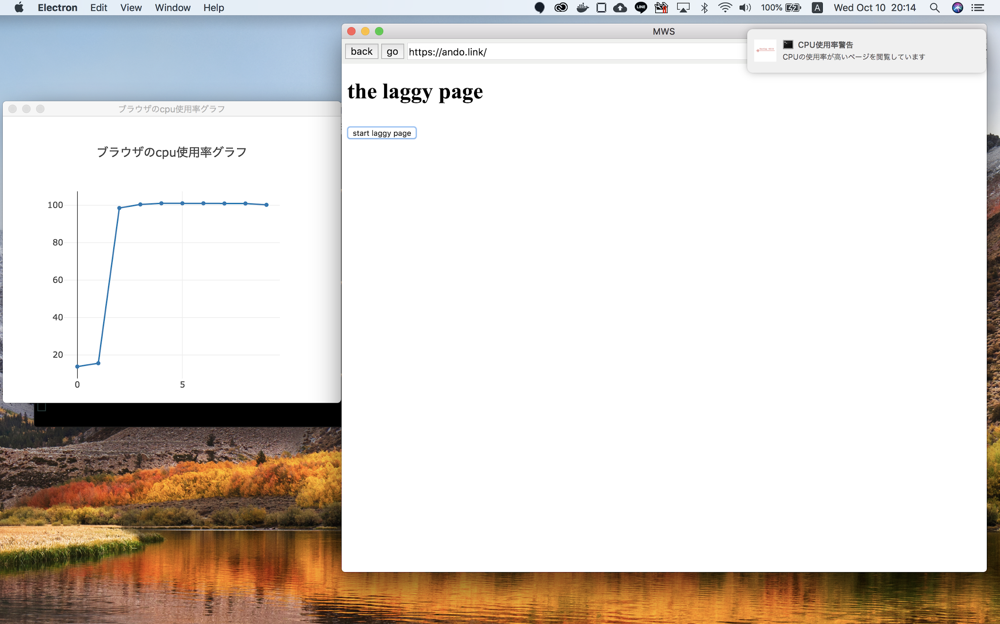 Electron Edit View Window Help
LINE
100%
A
Wed Oct 10 20:14
MWS
back go https://ando.link/
CPU使用率警告
CPUの使用率が高いページを閲覧しています
the laggy page
start laggy page
ブラウザのcpu使用率グラフ
ブラウザのcpu使用率グラフ
100
80
60
40
20
0 5